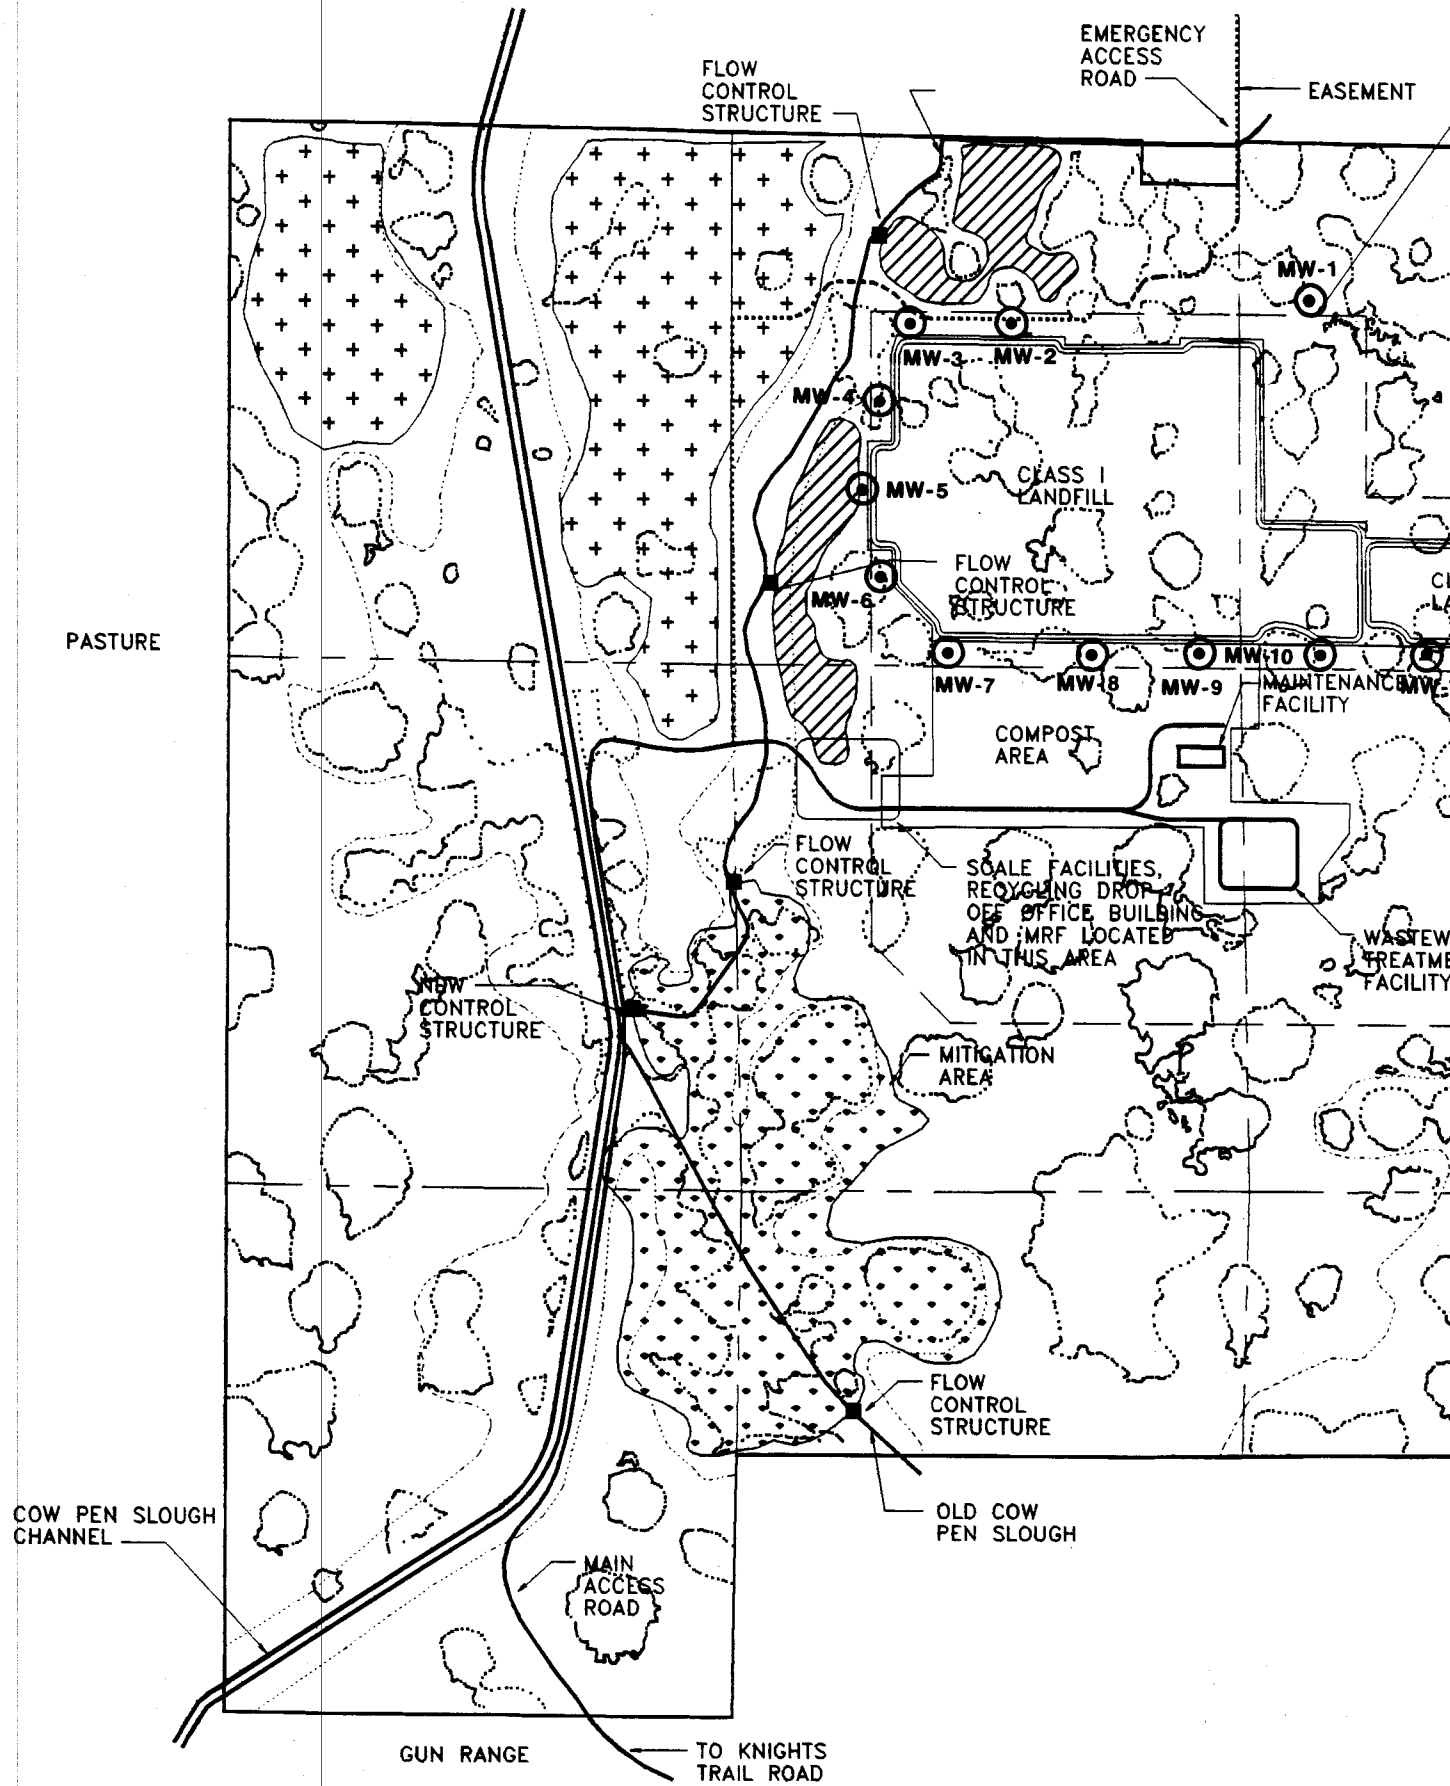 EMERGENCY
ACCESS
ROAD
EASEMENT
FLOW
CONTROL
STRUCTURE
MW-1
MW-3
MW-2
MW-4
CLASS I
LANDFILL
MW-5
FLOW
CONTROL
STRUCTURE
MW-6
PASTURE
MW-7
MW-8
MW-9
MW-10
MAINTENANCE
FACILITY
COMPOST
AREA
FLOW
CONTROL
STRUCTURE
SCALE FACILITIES,
RECYCLING DROP-
OFF OFFICE BUILDING
AND MRF LOCATED
IN THIS AREA
FACILITY
NEW
CONTROL
STRUCTURE
MITIGATION
AREA
FLOW
CONTROL
STRUCTURE
COW PEN SLOUGH
CHANNEL
OLD COW
PEN SLOUGH
MAIN
ACCESS
ROAD
GUN RANGE
TO KNIGHTS
TRAIL ROAD